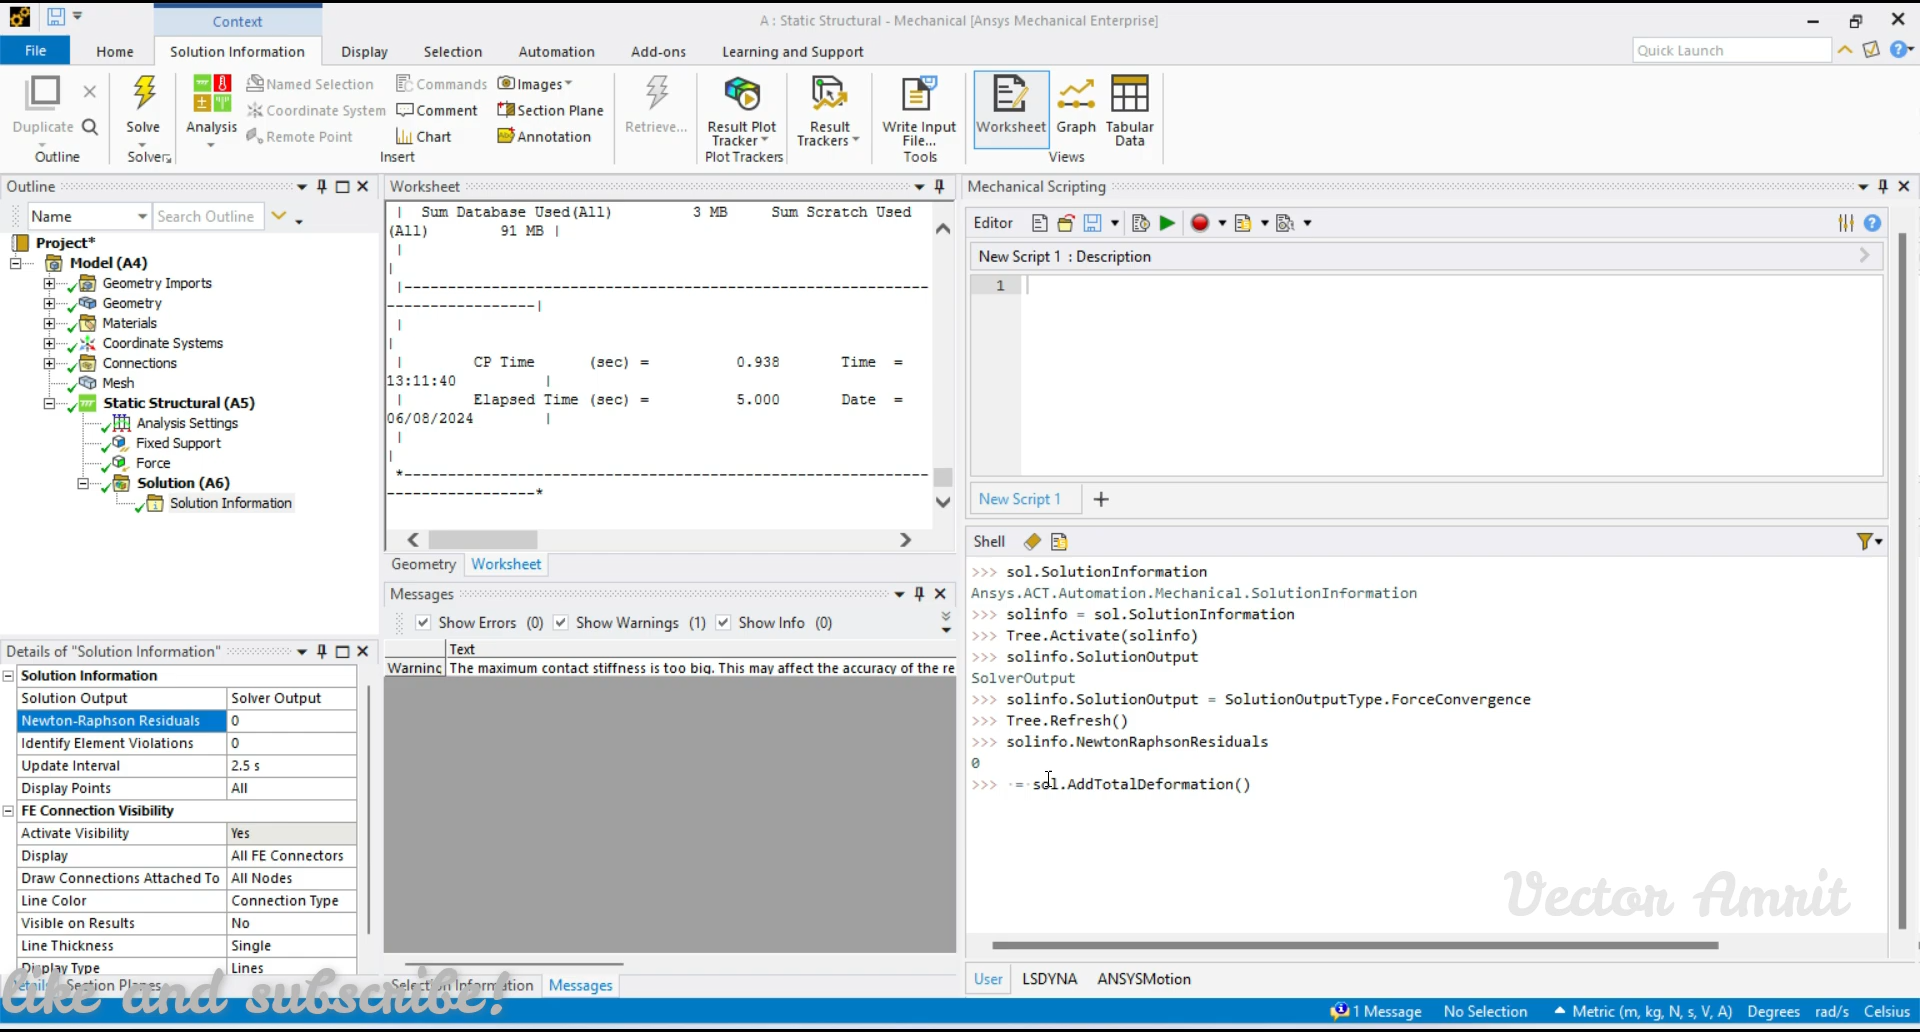 Context
A : Static Structural - Mechanical [Ansys Mechanical Enterprise]
File Home Solution Information Display Selection Automation Add-ons Learning and Support
Quick Launch
Duplicate
Outline
Solve
Solver
Analysis
Named Selection
Coordinate System
Remote Point
Commands
Comment
Chart
Images
Section Plane
Annotation
Insert
Retrieve...
Result Plot Tracker
Plot Trackers
Result Trackers
Write Input File...
Tools
Worksheet
Graph
Tabular Data
Views
Outline
Name Search Outline
Project*
Model (A4)
Geometry Imports
Geometry
Materials
Coordinate Systems
Connections
Mesh
Static Structural (A5)
Analysis Settings
Fixed Support
Force
Solution (A6)
Solution Information
Details of "Solution Information"
Solution Information
Solution Output Solver Output
Newton-Raphson Residuals 0
Identify Element Violations 0
Update Interval 2.5 s
Display Points All
FE Connection Visibility
Activate Visibility Yes
Display All FE Connectors
Draw Connections Attached To All Nodes
Line Color Connection Type
Visible on Results No
Line Thickness Single
Display Type Lines
Details Section Planes
like and subscribe!
Worksheet
| Sum Database Used(All) 3 MB Sum Scratch Used
(All) 91 MB |
|
|
|------------------------------------------------------------
-----------------|
|
|
| CP Time (sec) = 0.938 Time =
13:11:40 |
| Elapsed Time (sec) = 5.000 Date =
06/08/2024 |
|
|
*------------------------------------------------------------
-----------------*
Geometry Worksheet
Messages
Show Errors (0) Show Warnings (1) Show Info (0)
Text
Warning The maximum contact stiffness is too big. This may affect the accuracy of the re
Selection Information Messages
Mechanical Scripting
Editor
New Script 1 : Description
1
New Script 1 +
Shell
>>> sol.SolutionInformation
Ansys.ACT.Automation.Mechanical.SolutionInformation
>>> solinfo = sol.SolutionInformation
>>> Tree.Activate(solinfo)
>>> solinfo.SolutionOutput
SolverOutput
>>> solinfo.SolutionOutput = SolutionOutputType.ForceConvergence
>>> Tree.Refresh()
>>> solinfo.NewtonRaphsonResiduals
0
>>> = sol.AddTotalDeformation()
Vector Amrit
User LSDYNA ANSYSMotion
1 Message No Selection Metric (m, kg, N, s, V, A) Degrees rad/s Celsius